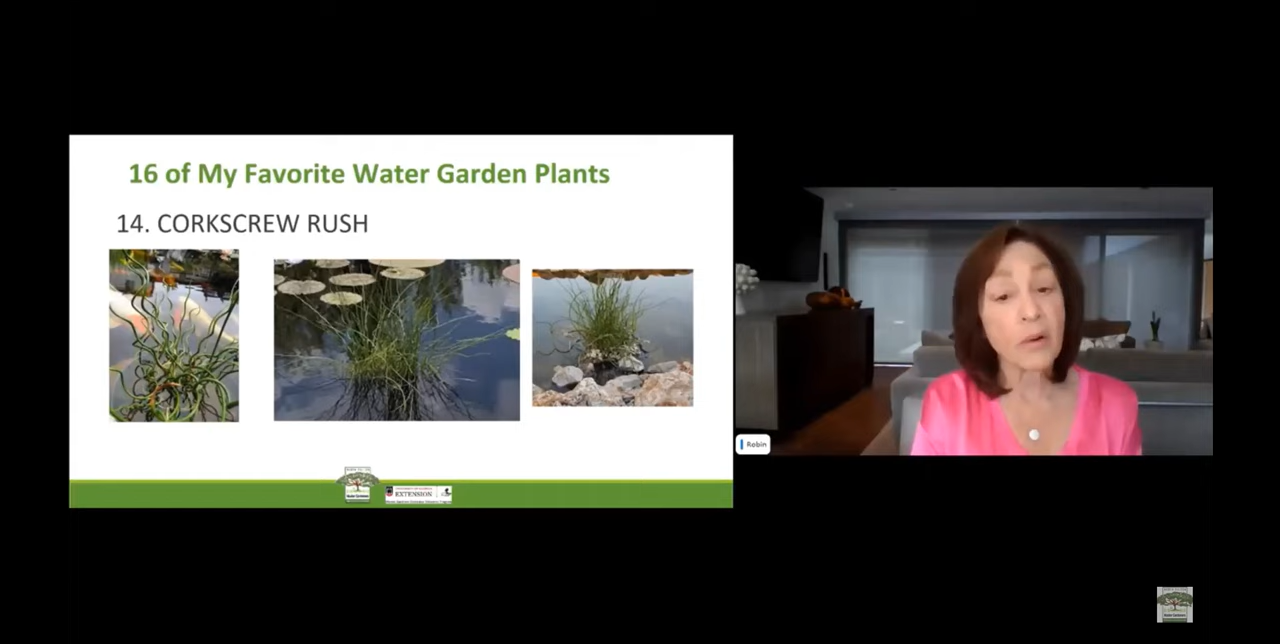 16 of My Favorite Water Garden Plants
14. CORKSCREW RUSH
EXTENSION
Robin